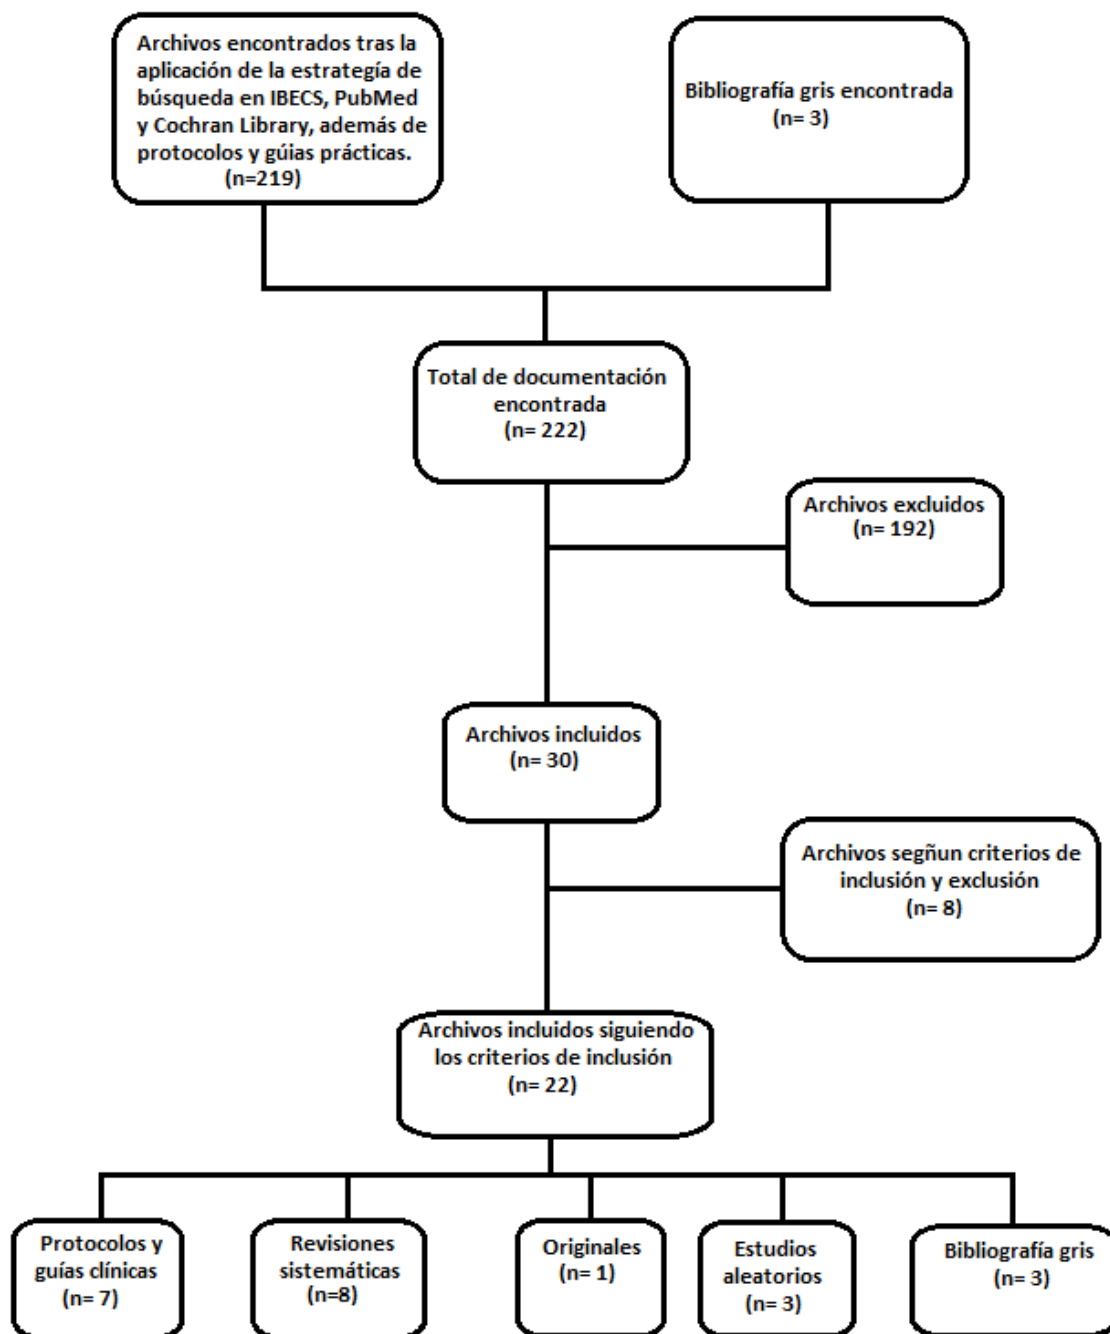 Archivos encontrados tras la
aplicación de la estrategía de
búsqueda en IBECS, PubMed
y Cochran Library, además de
protocolos y gúias prácticas.
(n=219)
Bibliografía gris encontrada
(n= 3)
Total de documentación
encontrada
(n= 222)
Archivos excluidos
(n= 192)
Archivos incluidos
(n= 30)
Archivos segñun criterios de
inclusión y exclusión
(n= 8)
Archivos incluidos siguiendo
los criterios de inclusión
(n= 22)
Protocolos y
guías clínicas
(n= 7)
Revisiones
sistemáticas
(n=8)
Originales
(n= 1)
Estudios
aleatorios
(n= 3)
Bibliografía gris
(n= 3)